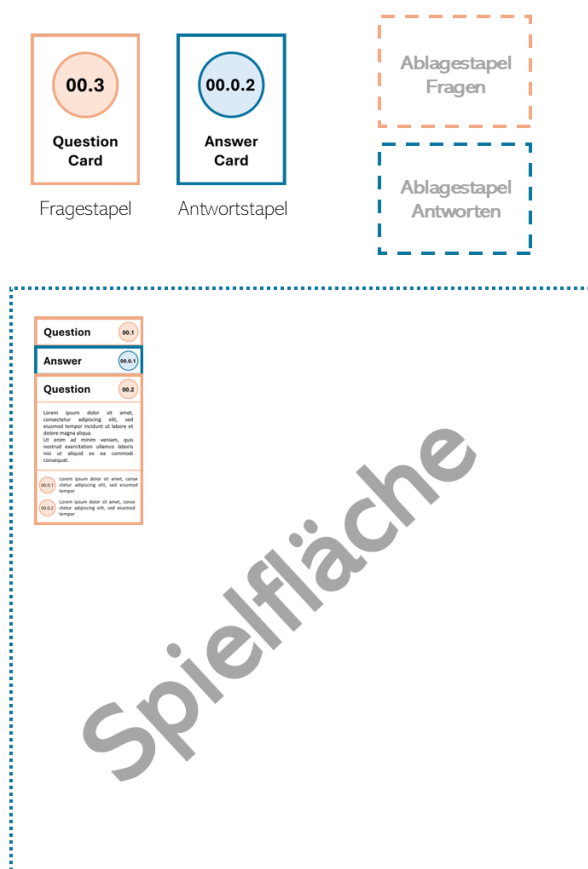 00.3
Question
Card
Fragestapel
00.0.2
Answer
Card
Antwortstapel
Ablagestapel
Fragen
Ablagestapel
Antworten
Question 00.1
Answer 00.0.1
Question 00.2
Lorem ipsum dolor sit amet,
consectetur adipiscing elit, sed
eiusmod tempor incidunt ut labore et
dolore magna aliqua.
Ut enim ad minim veniam, quis
nostrud exercitation ullamco laboris
nisi ut aliquid ex ea commodi
consequat.
00.0.1 Lorem ipsum dolor sit amet, conse
ctetur adipiscing elit, sed eiusmod
tempor
00.0.2 Lorem ipsum dolor sit amet, conse
ctetur adipiscing elit, sed eiusmod
tempor
Spielfläche